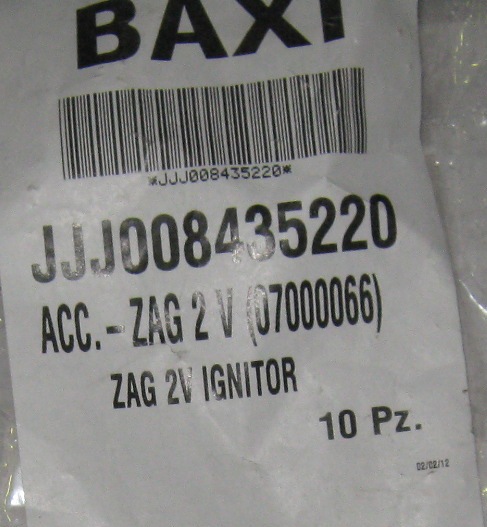 BAXI
*JJJ008435220*
JJJ008435220
ACC.- ZAG 2 V (07000066)
ZAG 2V IGNITOR
10 Pz.
02/02/12